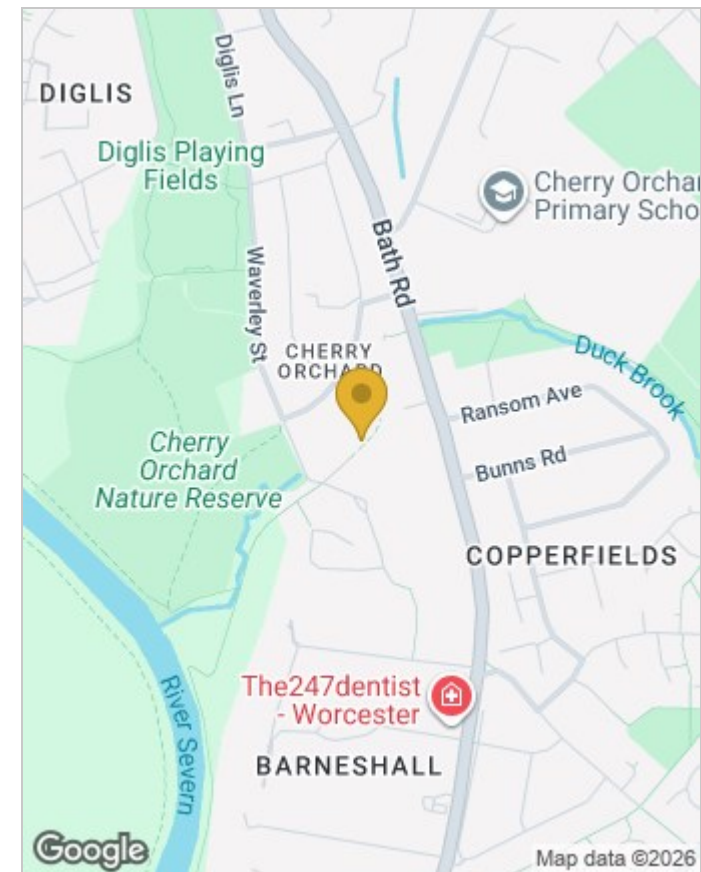 Diglis Ln
DIGLIS
Diglis Playing
Fields
Cherry Orchar
Primary Scho
Bath Rd
Waverley St
CHERRY
ORCHARD
Duck Brook
Ransom Ave
Cherry
Orchard
Nature Reserve
Bunns Rd
COPPERFIELDS
The247dentist
- Worcester
River Severn
BARNESHALL
Google
Map data ©2026